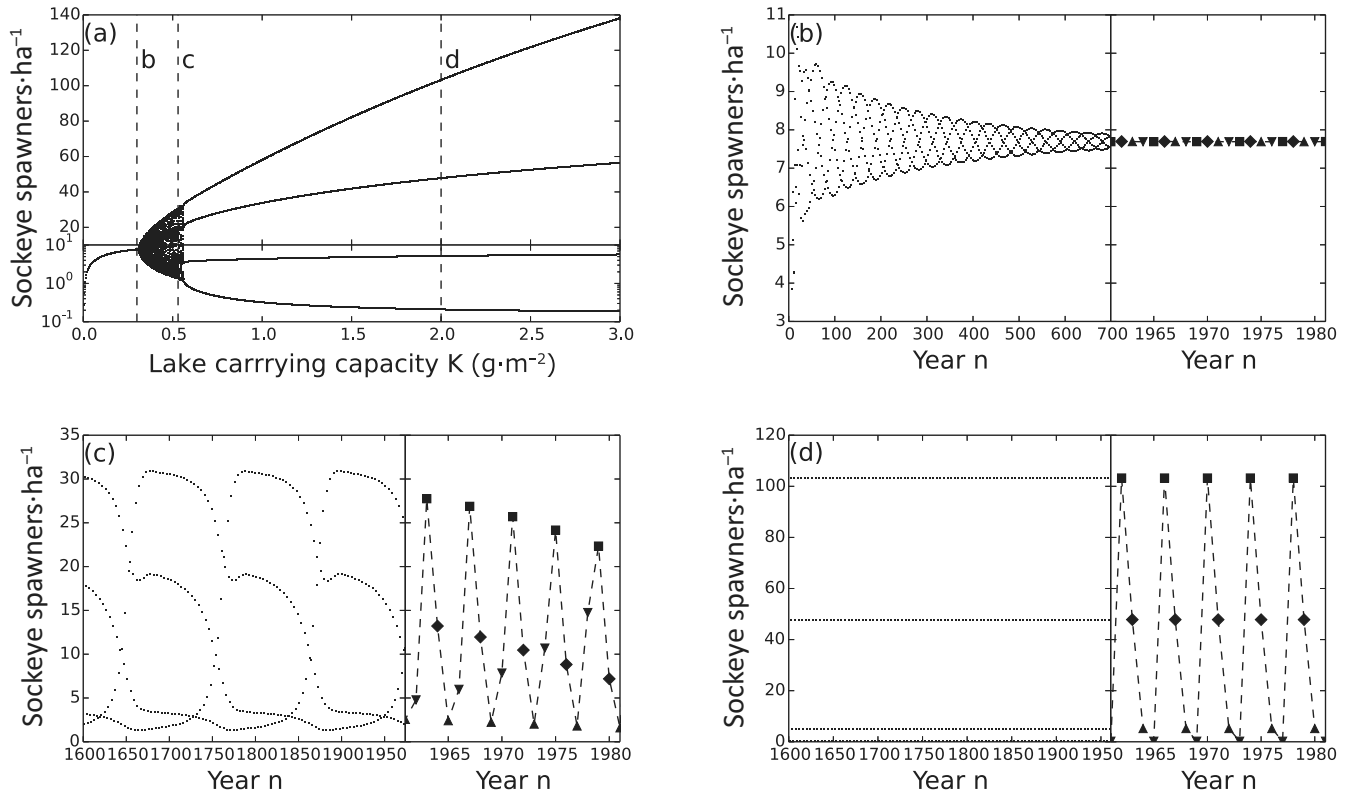 (a)
b
c
d
140
120
100
80
60
40
20
10¹
10⁰
10⁻¹
0.0 0.5 1.0 1.5 2.0 2.5 3.0
Sockeye spawners·ha⁻¹
Lake carrrying capacity K (g·m⁻²)
(b)
11
10
9
8
7
6
5
4
3
0 100 200 300 400 500 600 700 1965 1970 1975 1980
Sockeye spawners·ha⁻¹
Year n Year n
(c)
35
30
25
20
15
10
5
0
1600 1650 1700 1750 1800 1850 1900 1950 1965 1970 1975 1980
Sockeye spawners·ha⁻¹
Year n Year n
(d)
120
100
80
60
40
20
0
1600 1650 1700 1750 1800 1850 1900 1950 1965 1970 1975 1980
Sockeye spawners·ha⁻¹
Year n Year n